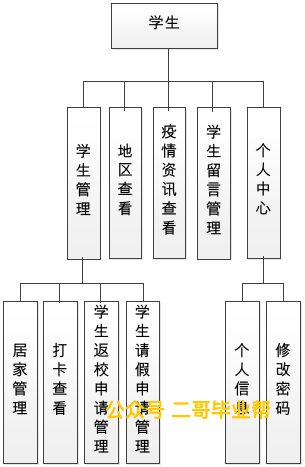 学生
学生管理
地区查看
疫情资讯查看
学生留言管理
个人中心
居家管理
打卡查看
学生返校申请管理
学生请假申请管理
个人信息
修改密码
公众号 二哥毕业帮